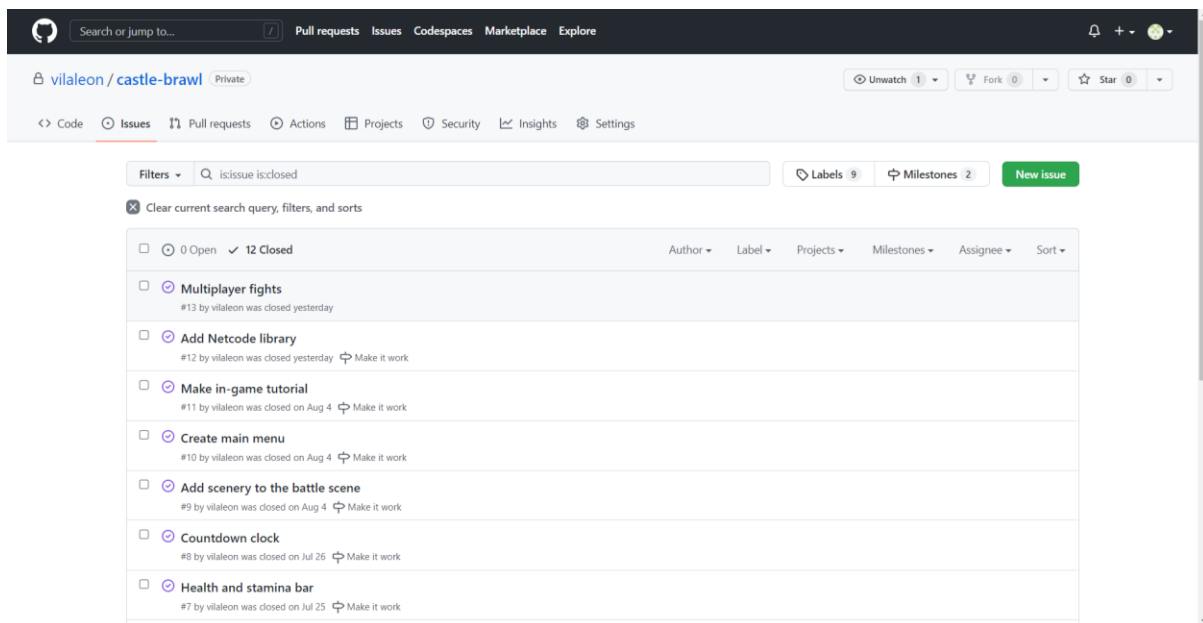 Search or jump to... / Pull requests Issues Codespaces Marketplace Explore
vilaleon / castle-brawl Private Unwatch 1 Fork 0 Star 0
Code Issues Pull requests Actions Projects Security Insights Settings
Filters is:issue is:closed Labels 9 Milestones 2 New issue
Clear current search query, filters, and sorts
0 Open 12 Closed Author Label Projects Milestones Assignee Sort
Multiplayer fights
#13 by vilaleon was closed yesterday
Add Netcode library
#12 by vilaleon was closed yesterday Make it work
Make in-game tutorial
#11 by vilaleon was closed on Aug 4 Make it work
Create main menu
#10 by vilaleon was closed on Aug 4 Make it work
Add scenery to the battle scene
#9 by vilaleon was closed on Aug 4 Make it work
Countdown clock
#8 by vilaleon was closed on Jul 26 Make it work
Health and stamina bar
#7 by vilaleon was closed on Jul 25 Make it work